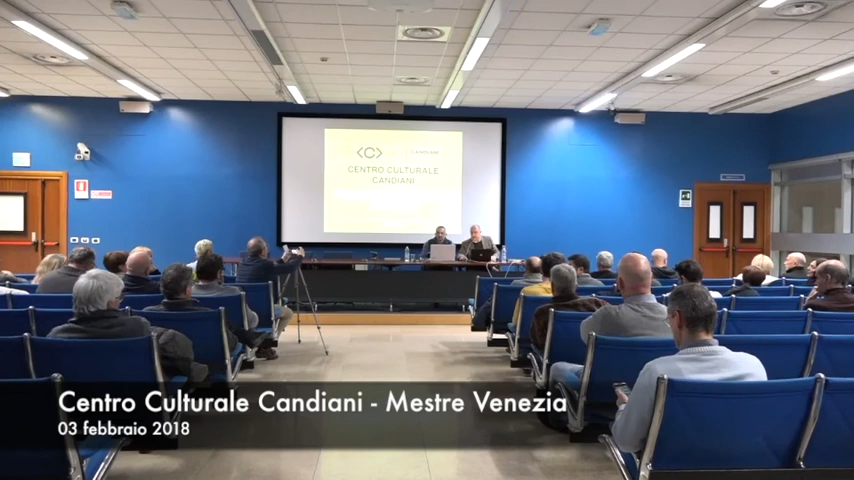 <C>
CENTRO CULTURALE
CANDIANI
Centro Culturale Candiani - Mestre Venezia
03 febbraio 2018